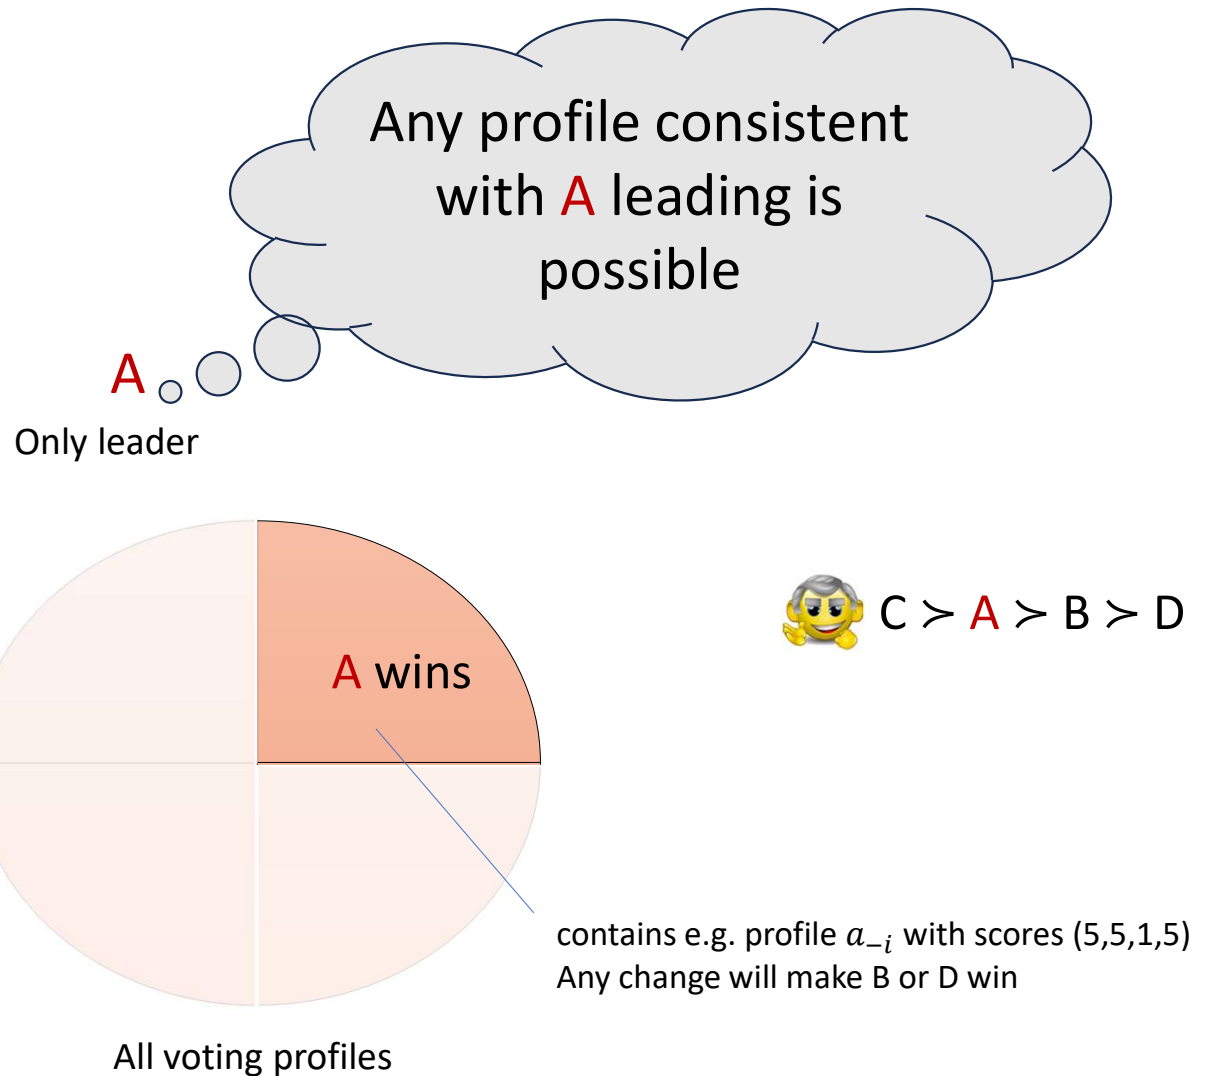 Any profile consistent
with A leading is
possible
A
Only leader
A wins
C ≻ A ≻ B ≻ D
contains e.g. profile 𝑎₋ᵢ with scores (5,5,1,5)
Any change will make B or D win
All voting profiles